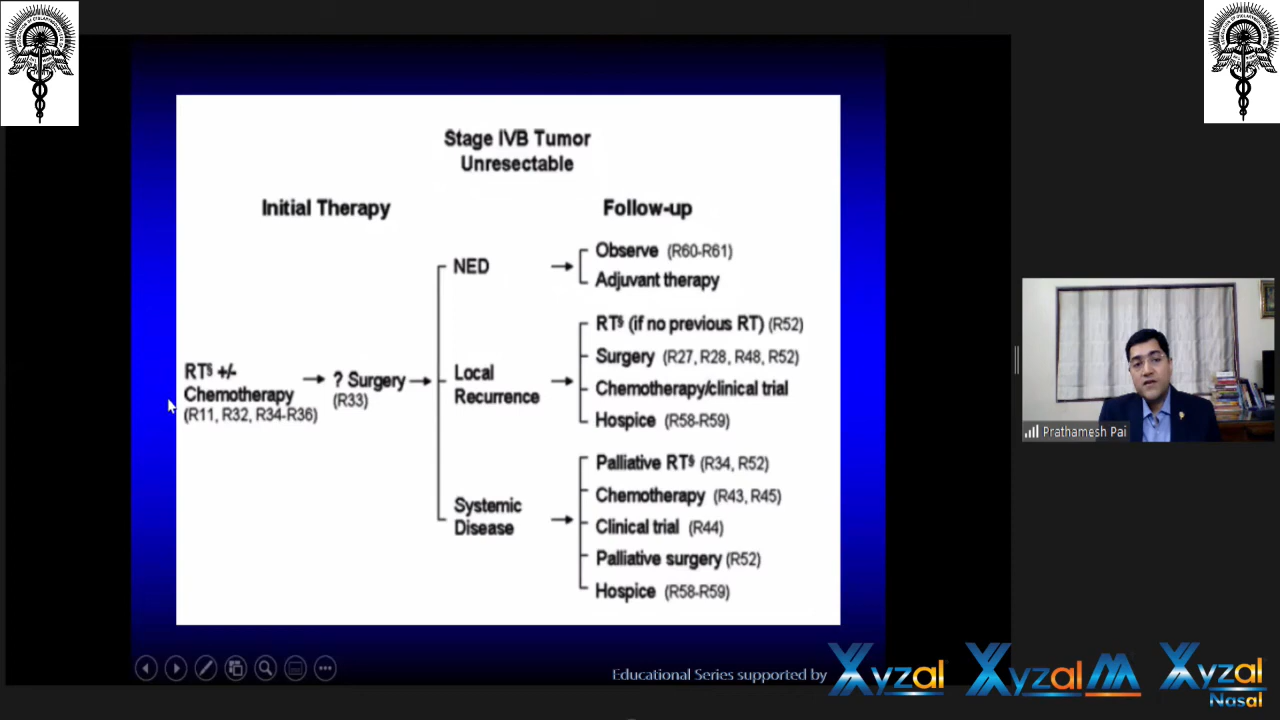 Stage IVB Tumor
Unresectable
Initial Therapy
Follow-up
RT§ +/-
Chemotherapy
(R11, R32, R34-R36)
? Surgery
(R33)
NED
Observe (R60-R61)
Adjuvant therapy
Local
Recurrence
RT§ (if no previous RT) (R52)
Surgery (R27, R28, R48, R52)
Chemotherapy/clinical trial
Hospice (R58-R59)
Systemic
Disease
Palliative RT§ (R34, R52)
Chemotherapy (R43, R45)
Clinical trial (R44)
Palliative surgery (R52)
Hospice (R58-R59)
Prathamesh Pai
Educational Series supported by
Xyzal
Xyzal M
Xyzal
Nasal